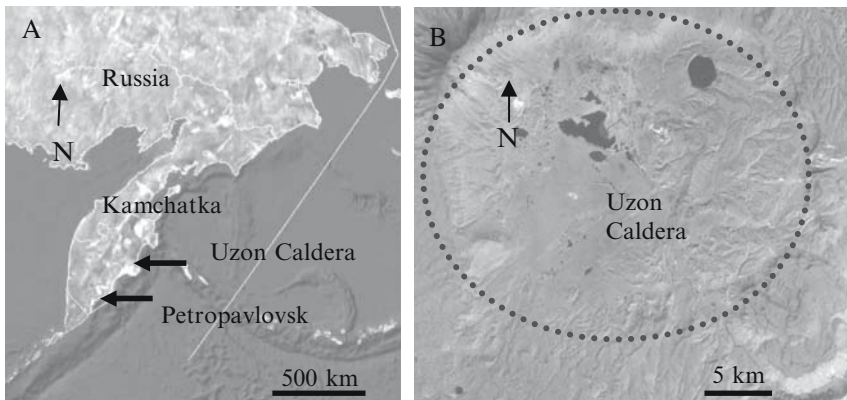 A
Russia
N
Kamchatka
Uzon Caldera
Petropavlovsk
500 km
B
N
Uzon
Caldera
5 km